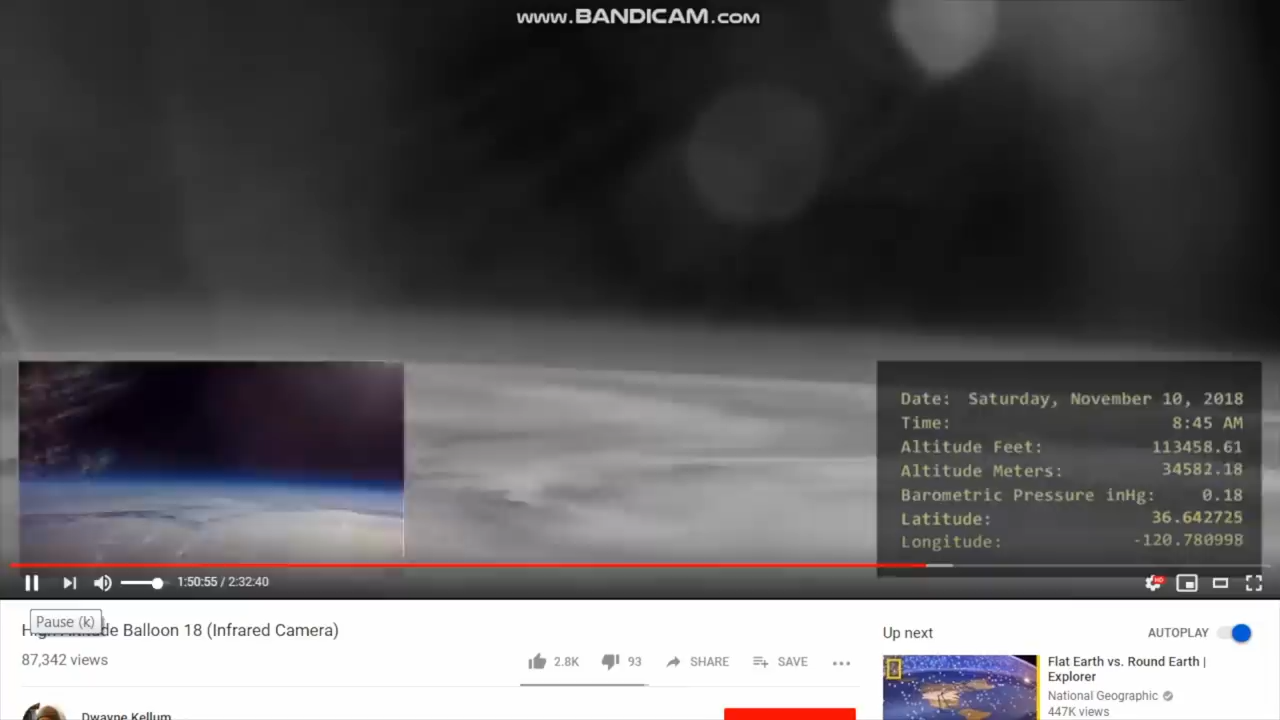 www.BANDICAM.com
Date: Saturday, November 10, 2018
Time: 8:45 AM
Altitude Feet: 113458.61
Altitude Meters: 34582.18
Barometric Pressure inHg: 0.18
Latitude: 36.642725
Longitude: -120.780998
1:50:55 / 2:32:40
HD
Pause (k)
Balloon 18 (Infrared Camera)
87,342 views
2.8K 93 SHARE SAVE
Dwayne Kellum
Up next AUTOPLAY
Flat Earth vs. Round Earth |
Explorer
National Geographic
447K views